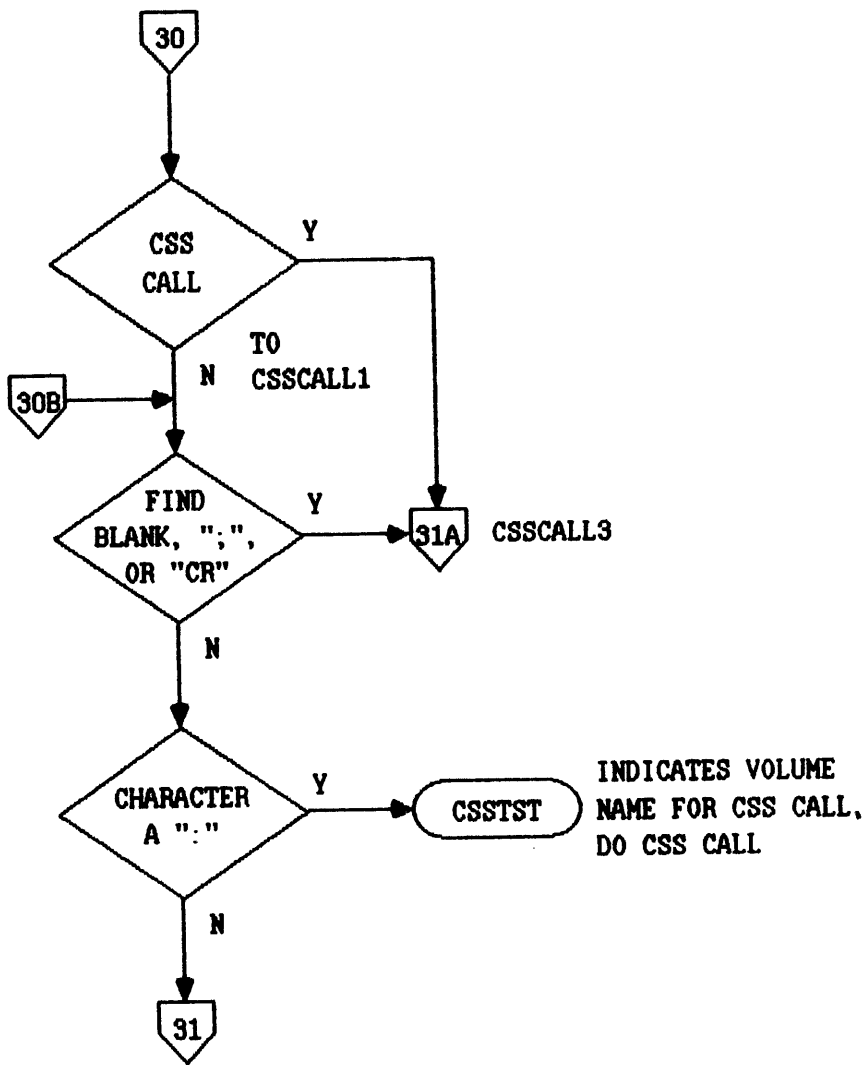 30
CSS
CALL
Y
N
TO
CSSCALL1
30B
FIND
BLANK, ";",
OR "CR"
Y
31A
CSSCALL3
N
CHARACTER
A ":"
Y
CSSTST
INDICATES VOLUME
NAME FOR CSS CALL,
DO CSS CALL
N
31